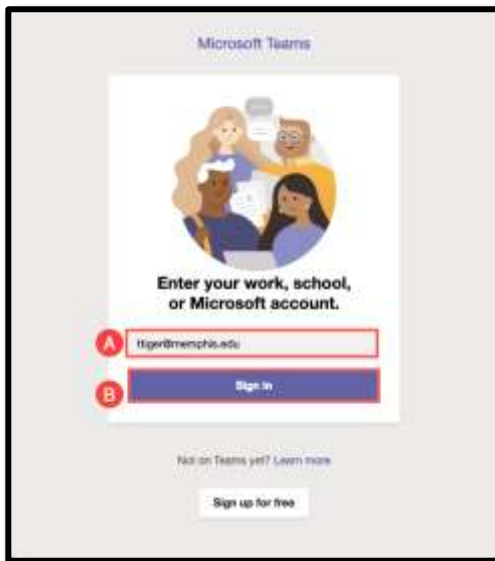 Microsoft Teams
Enter your work, school,
or Microsoft account.
A
ttiger@memphis.edu
B
Sign in
Not on Teams yet? Learn more
Sign up for free